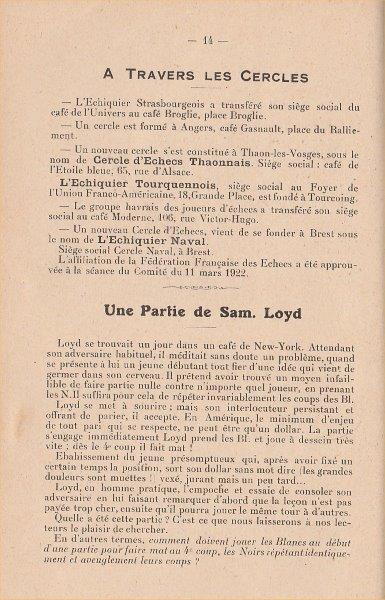 — 14 —
A TRAVERS LES CERCLES
— L'Echiquier Strasbourgeois a transféré son siège social du
café de l'Univers au café Broglie, place Broglie.
— Un cercle est formé à Angers, café Gasnault, place du Rallie-
ment.
— Un nouveau cercle s'est constitué à Thaon-les-Vosges, sous le
nom de Cercle d'Echecs Thaonnais. Siège social : café de
l'Etoile bleue, 65, rue d'Alsace.
L'Echiquier Tourquennois, siège social au Foyer de
l'Union Franco-Américaine, 18,Grande Place, est fondé à Tourcoing.
— Le groupe havrais des joueurs d'échecs a transféré son siège
social au café Moderne, 106, rue Victor-Hugo.
— Un nouveau Cercle d'Echecs, vient de se fonder à Brest sous
le nom de L'Echiquier Naval.
Siège social Cercle Naval, à Brest.
L'affiliation de la Fédération Française des Echecs a été approu-
vée à la séance du Comité du 11 mars 1922.
Une Partie de Sam. Loyd
Loyd se trouvait un jour dans un café de New-York. Attendant
son adversaire habituel, il méditait sans doute un problème, quand
se présente à lui un jeune débutant tout fier d'une idée qui vient de
germer dans son cerveau. Il prétend avoir trouvé un moyen infail-
lible de faire partie nulle contre n'importe quel joueur, en prenant
les N.Il suffira pour cela de répéter invariablement les coups des Bl.
Loyd se met à sourire ; mais son interlocuteur persistant et
offrant de parier, il accepte. En Amérique, le minimum d'enjeu
de tout pari qui se respecte, ne peut être qu'un dollar. La partie
s'engage immédiatement Loyd prend les Bl. et joue à dessein très
vite ; dès le 4e coup il fait mat !
Ebahissement du jeune présomptueux qui, après avoir fixé un
certain temps la position, sort son dollar sans mot dire (les grandes
douleurs sont muettes !) vexé, jurant mais un peu tard...
Loyd, en homme pratique, l'empoche et essaie de consoler son
adversaire en lui faisant remarquer d'abord que la leçon n'est pas
payée trop cher, ensuite qu'il pourra jouer le même tour à d'autres.
Quelle a été cette partie ? C'est ce que nous laisserons à nos lec-
teurs le plaisir de chercher.
En d'autres termes, comment doivent jouer les Blancs au début
d'une partie pour faire mat au 4e coup, les Noirs répétant identique-
ment et aveuglement leurs coups ?